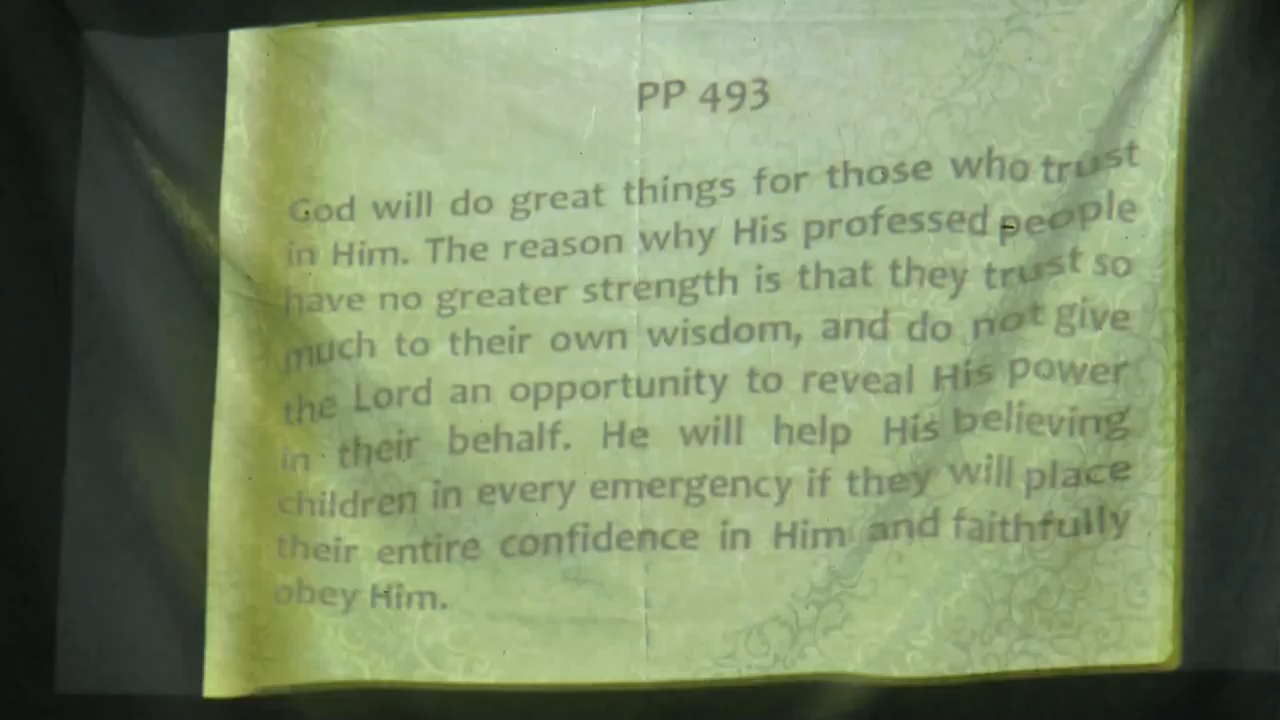 PP 493
God will do great things for those who trust
in Him. The reason why His professed people
have no greater strength is that they trust so
much to their own wisdom, and do not give
the Lord an opportunity to reveal His power
in their behalf. He will help His believing
children in every emergency if they will place
their entire confidence in Him and faithfully
obey Him.